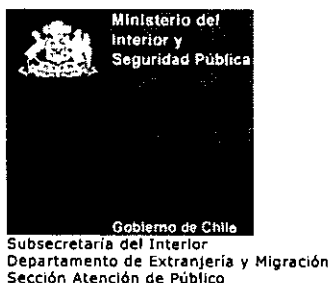 Ministerio del
Interior y
Seguridad Pública
Gobierno de Chile
Subsecretaría del Interior
Departamento de Extranjería y Migración
Sección Atención de Público